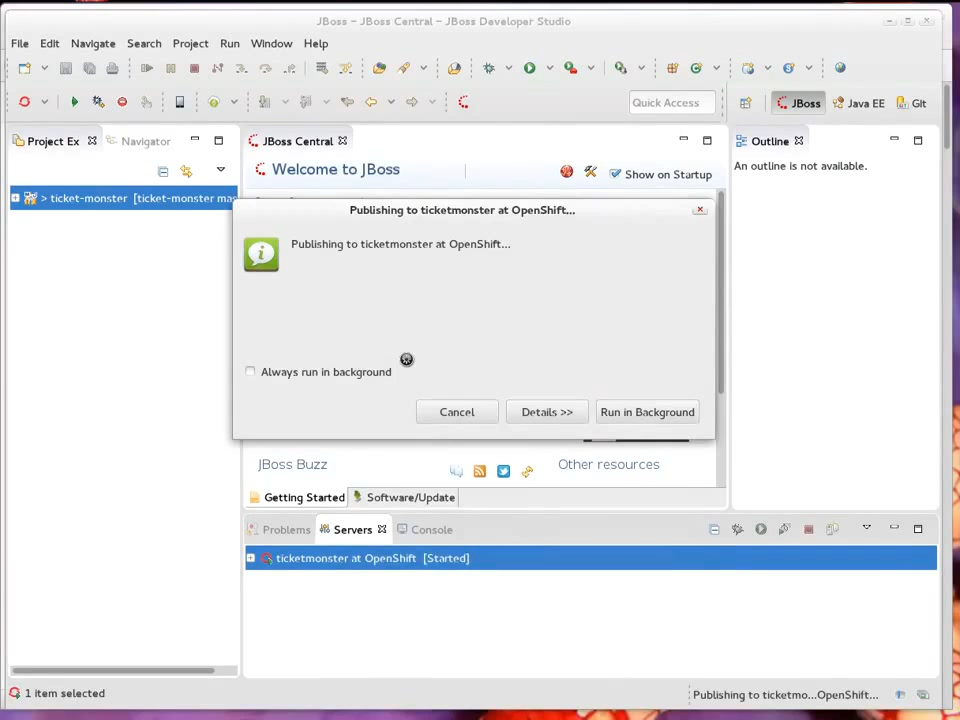 JBoss – JBoss Central – JBoss Developer Studio
File Edit Navigate Search Project Run Window Help
Quick Access
JBoss
Java EE
Git
Project Ex
Navigator
JBoss Central
Outline
Welcome to JBoss
Show on Startup
An outline is not available.
> ticket-monster [ticket-monster ma
Publishing to ticketmonster at OpenShift...
Publishing to ticketmonster at OpenShift...
Always run in background
Cancel
Details >>
Run in Background
JBoss Buzz
Other resources
Getting Started
Software/Update
Problems
Servers
Console
ticketmonster at OpenShift [Started]
1 item selected
Publishing to ticketmo...OpenShift...